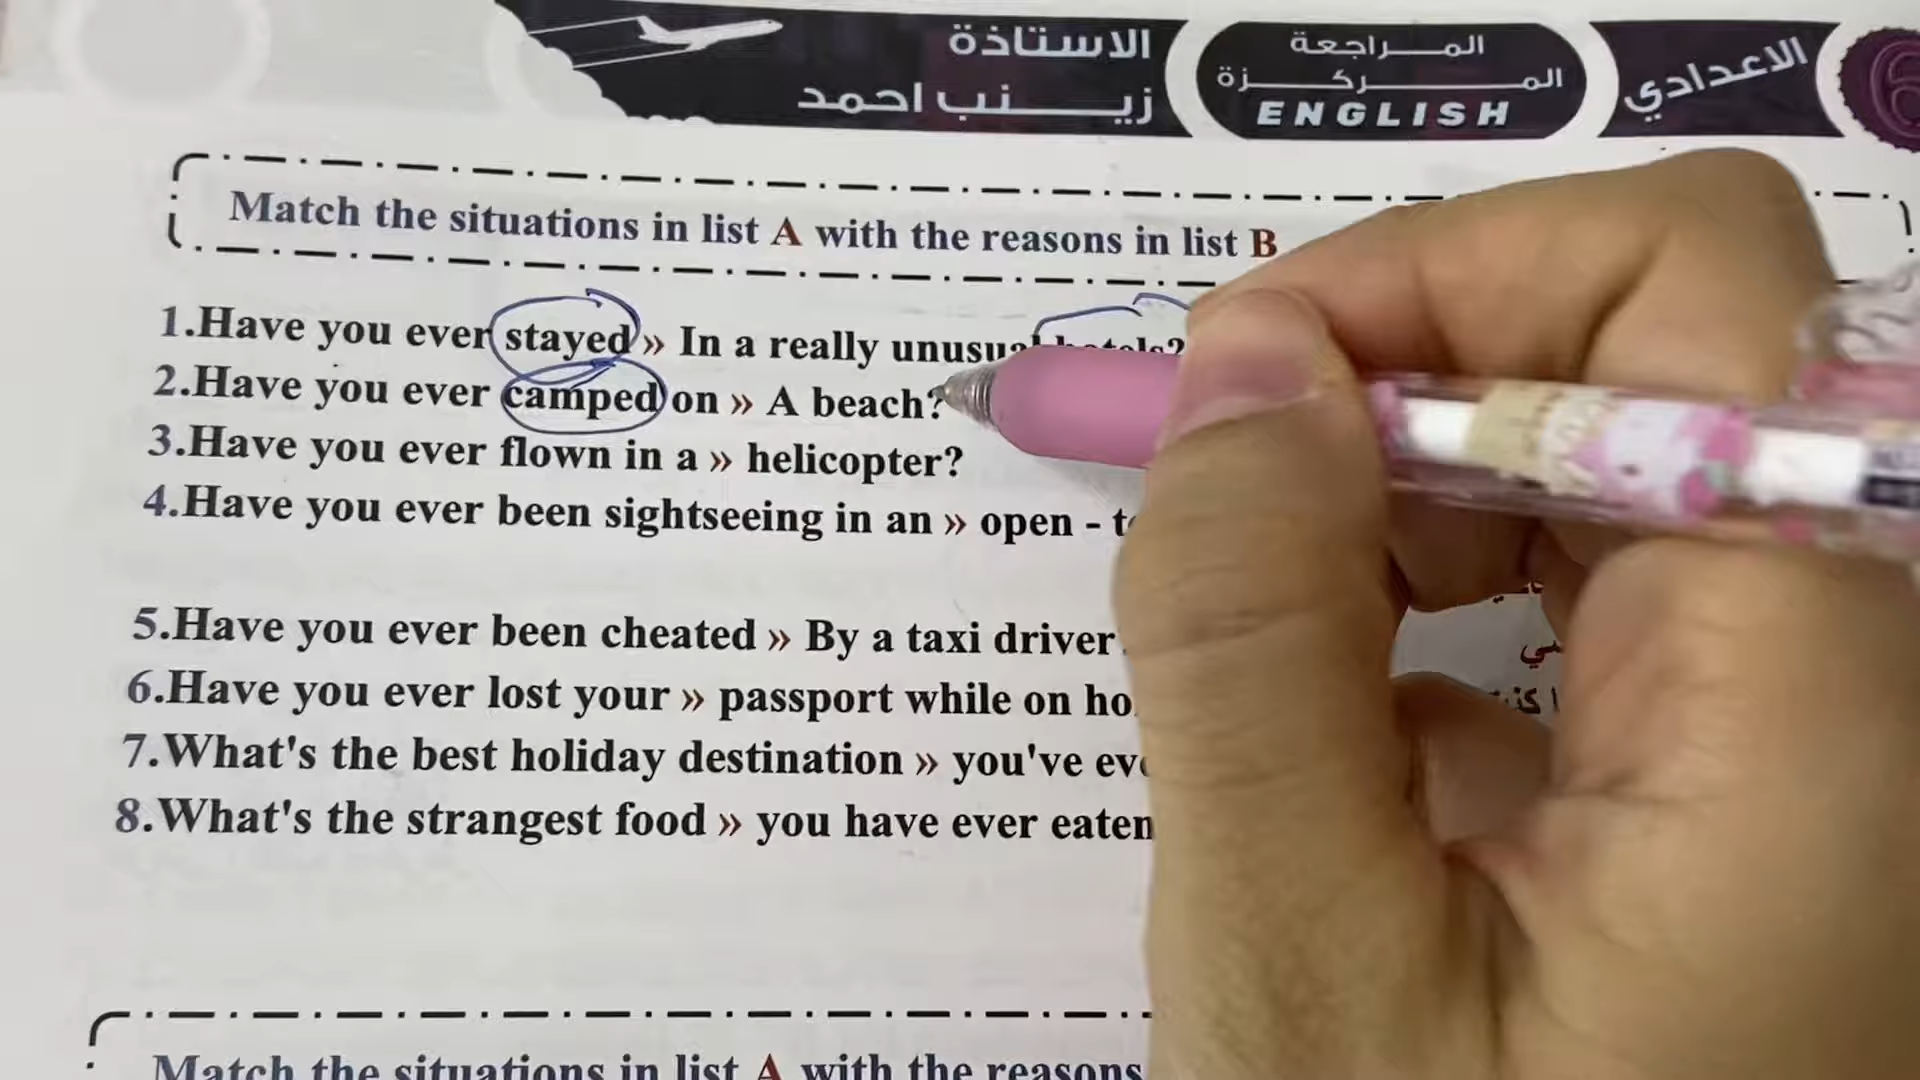 الاستاذة
زينب احمد
المراجعة
المركزة
ENGLISH
الاعدادي
6
Match the situations in list A with the reasons in list B
1.Have you ever stayed » In a really unusual hotels?
2.Have you ever camped on » A beach?
3.Have you ever flown in a » helicopter?
4.Have you ever been sightseeing in an » open -
5.Have you ever been cheated » By a taxi driver
6.Have you ever lost your » passport while on
7.What's the best holiday destination » you've
8.What's the strangest food » you have ever eaten
Match the situations in list A with the reasons